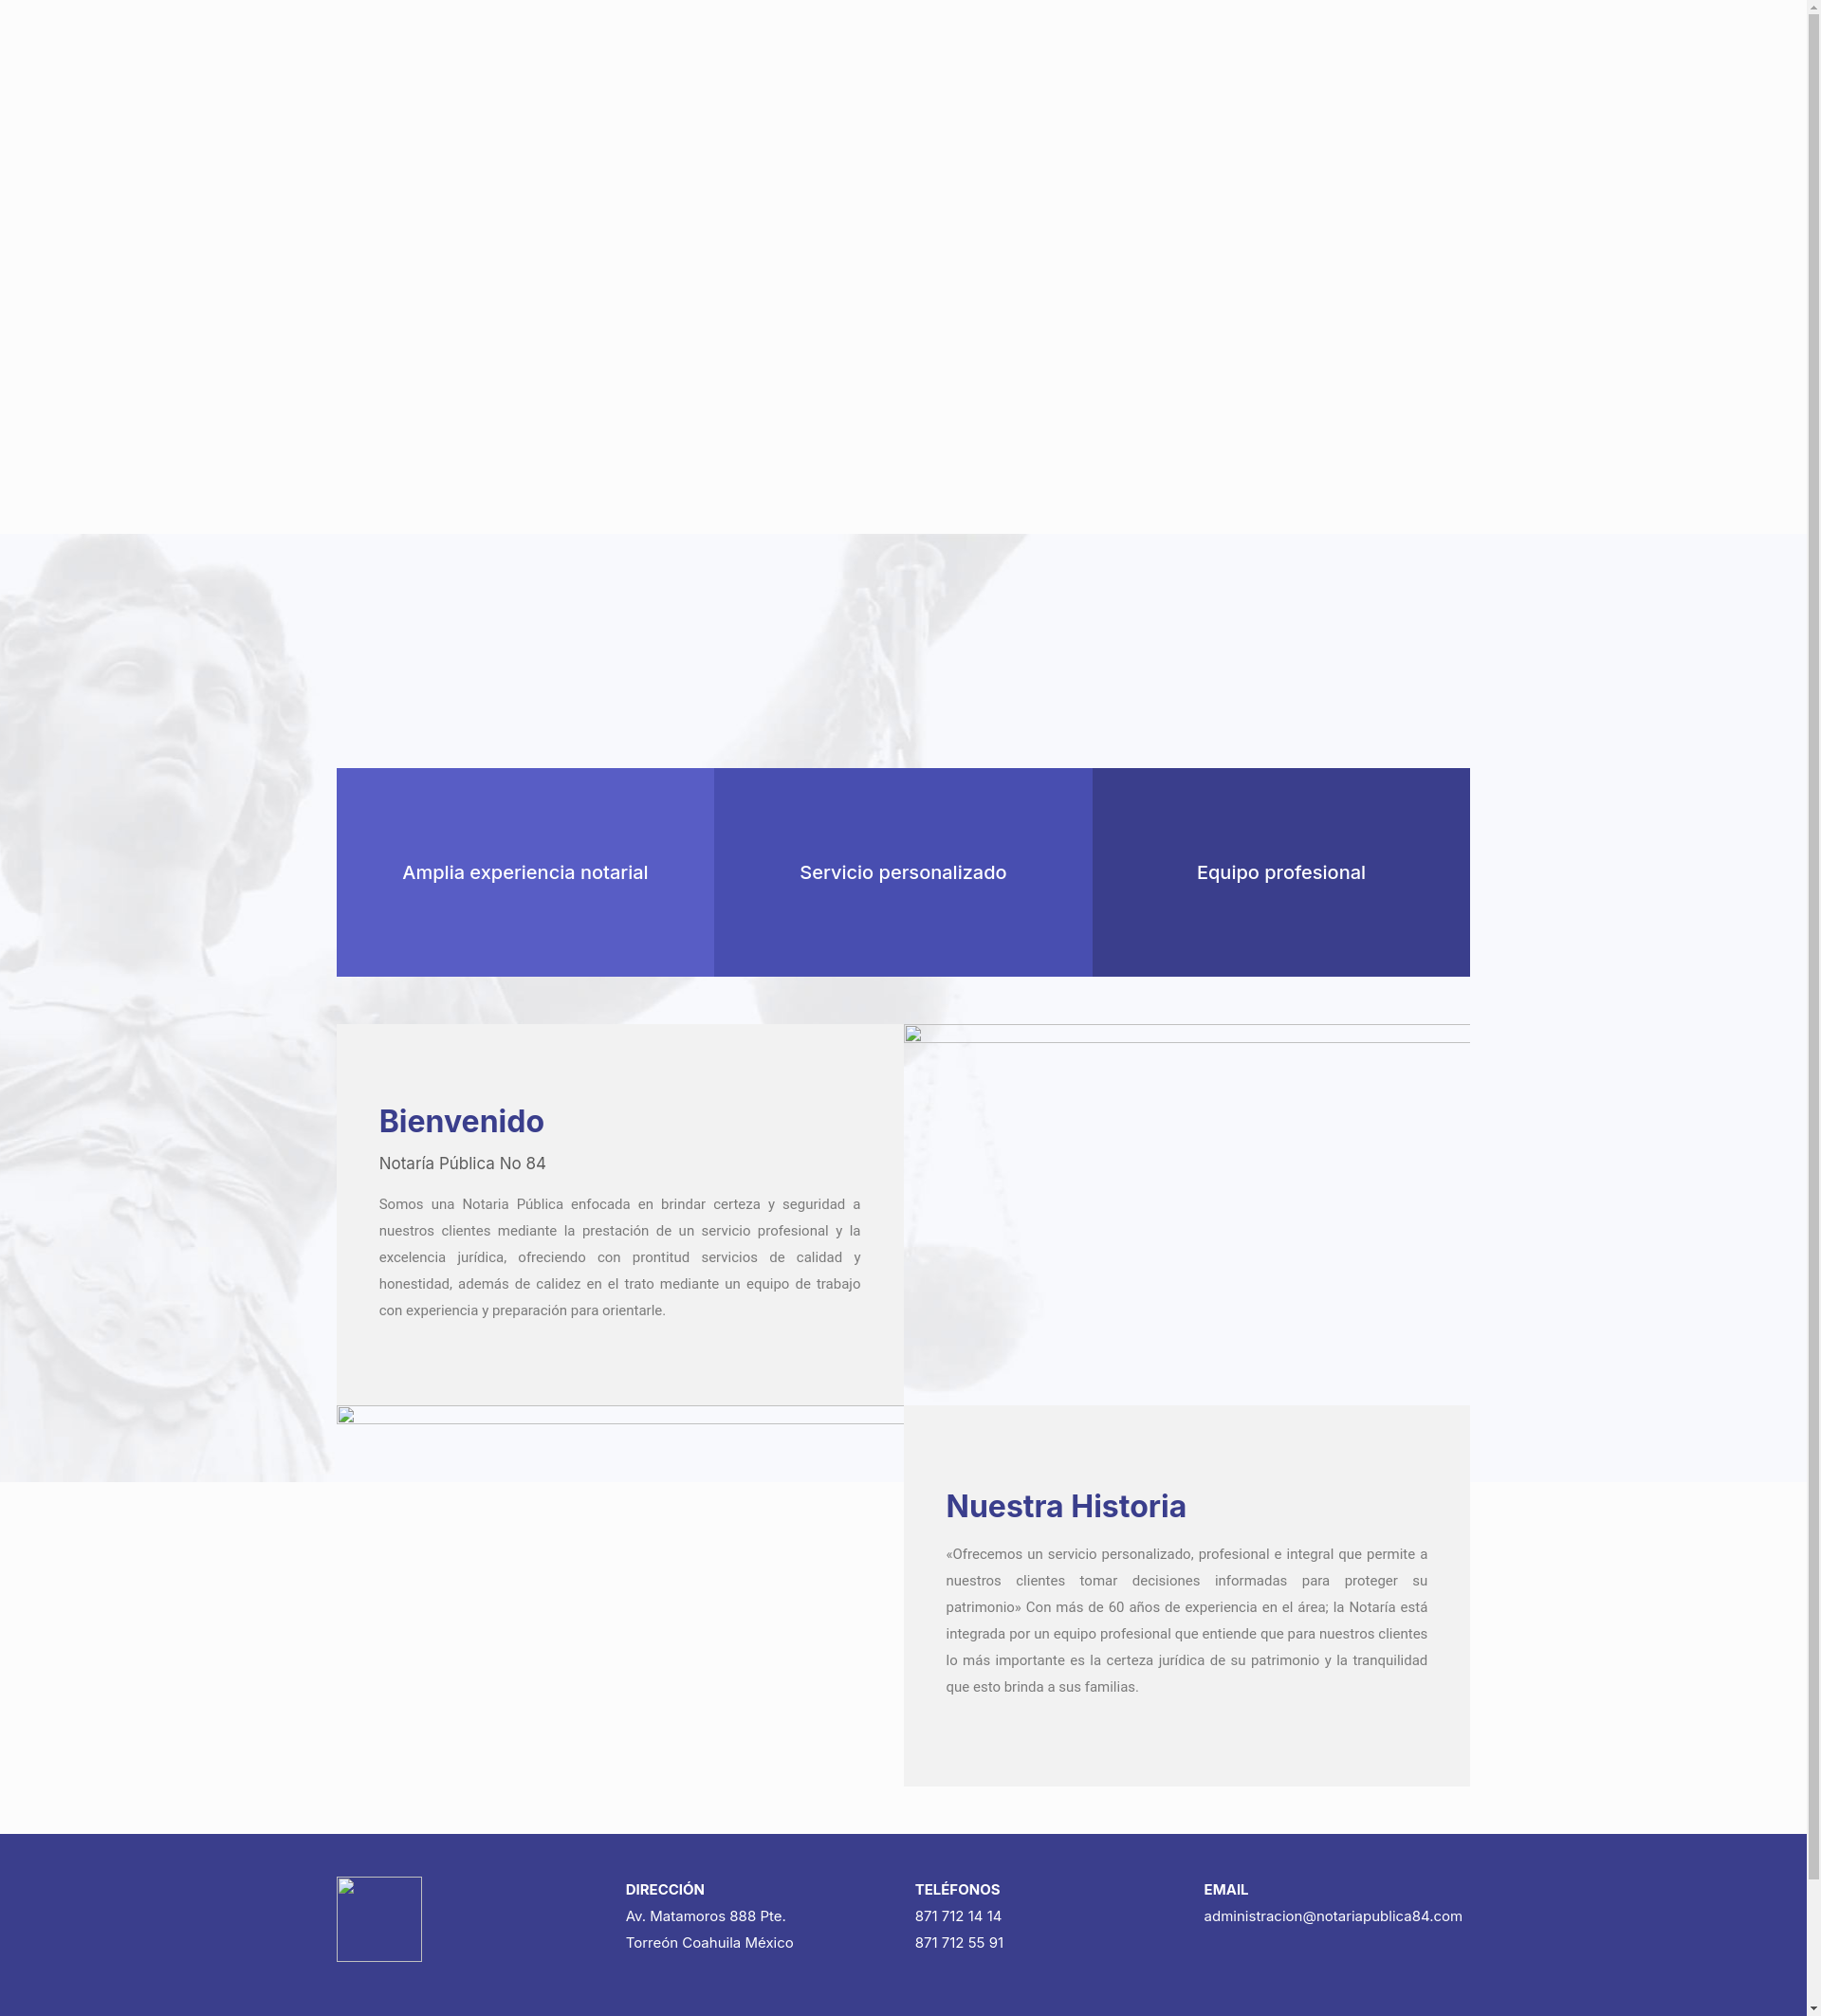 Amplia experiencia notarial
Servicio personalizado
Equipo profesional
Bienvenido
Notaría Pública No 84
Somos una Notaria Pública enfocada en brindar certeza y seguridad a
nuestros clientes mediante la prestación de un servicio profesional y la
excelencia jurídica, ofreciendo con prontitud servicios de calidad y
honestidad, además de calidez en el trato mediante un equipo de trabajo
con experiencia y preparación para orientarle.
Nuestra Historia
«Ofrecemos un servicio personalizado, profesional e integral que permite a
nuestros clientes tomar decisiones informadas para proteger su
patrimonio» Con más de 60 años de experiencia en el área; la Notaría está
integrada por un equipo profesional que entiende que para nuestros clientes
lo más importante es la certeza jurídica de su patrimonio y la tranquilidad
que esto brinda a sus familias.
DIRECCIÓN
Av. Matamoros 888 Pte.
Torreón Coahuila México
TELÉFONOS
871 712 14 14
871 712 55 91
EMAIL
administracion@notariapublica84.com